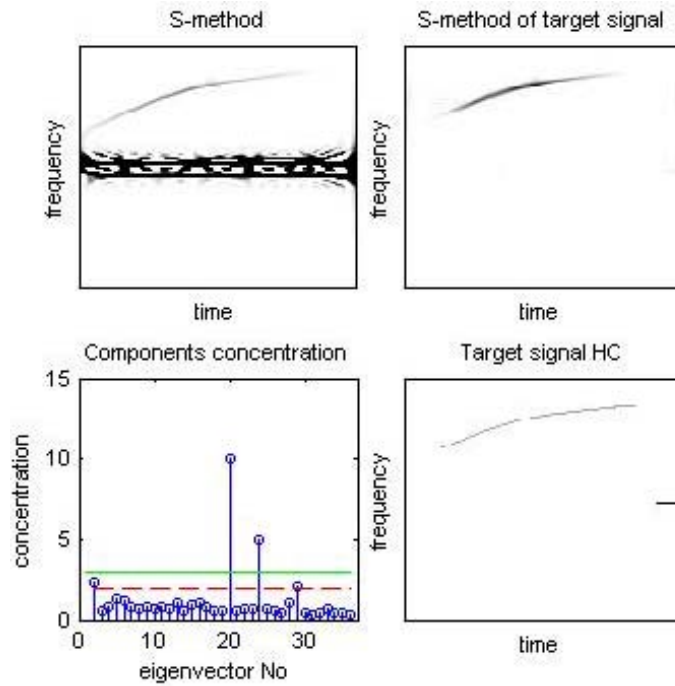 S-method
frequency
time
S-method of target signal
frequency
time
Components concentration
15
10
5
0
concentration
0 10 20 30
eigenvector No
Target signal HC
frequency
time